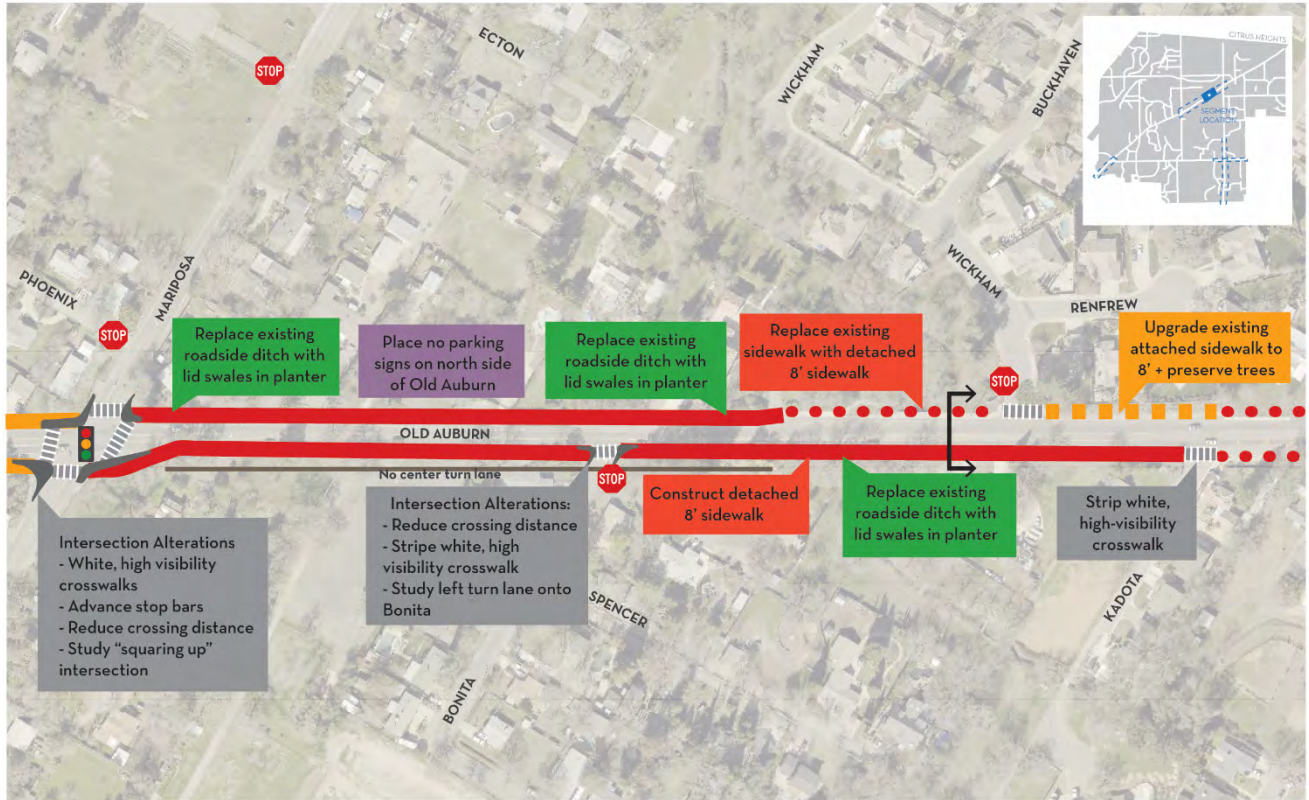 CITRUS HEIGHTS
SEGMENT
LOCATION
ECTON
WICKHAM
BUCKHAVEN
STOP
PHOENIX
MARIPOSA
WICKHAM
RENFREW
STOP
Replace existing
roadside ditch with
lid swales in planter
Place no parking
signs on north side
of Old Auburn
Replace existing
roadside ditch with
lid swales in planter
Replace existing
sidewalk with detached
8' sidewalk
Upgrade existing
attached sidewalk to
8' + preserve trees
STOP
OLD AUBURN
No center turn lane
STOP
Intersection Alterations
- White, high visibility
crosswalks
- Advance stop bars
- Reduce crossing distance
- Study “squaring up”
intersection
Intersection Alterations:
- Reduce crossing distance
- Stripe white, high
visibility crosswalk
- Study left turn lane onto
Bonita
Construct detached
8' sidewalk
Replace existing
roadside ditch with
lid swales in planter
Strip white,
high-visibility
crosswalk
SPENCER
KADOTA
BONITA